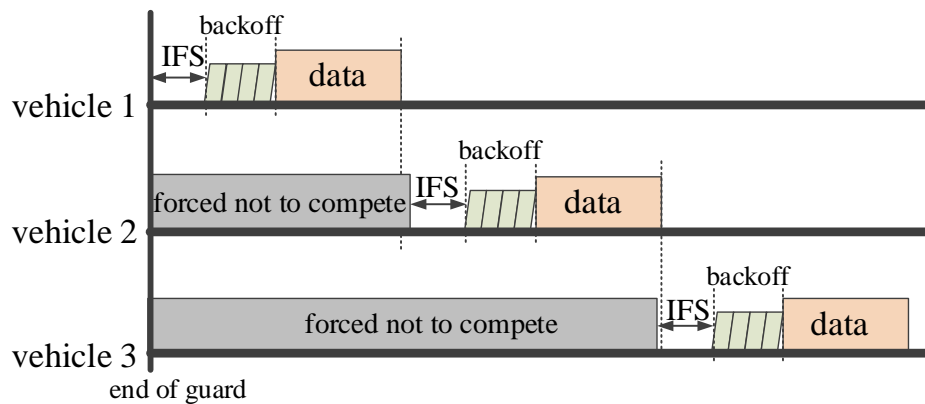 backoff
IFS
data
vehicle 1
backoff
forced not to compete
IFS
data
vehicle 2
backoff
forced not to compete
IFS
data
vehicle 3
end of guard